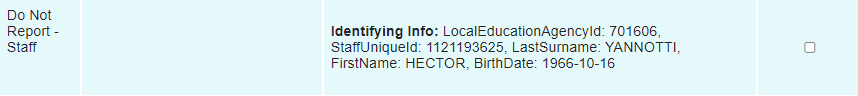 Do Not
Report -
Staff
Identifying Info: LocalEducationAgencyId: 701606,
StaffUniqueId: 1121193625, LastSurname: YANNOTTI,
FirstName: HECTOR, BirthDate: 1966-10-16